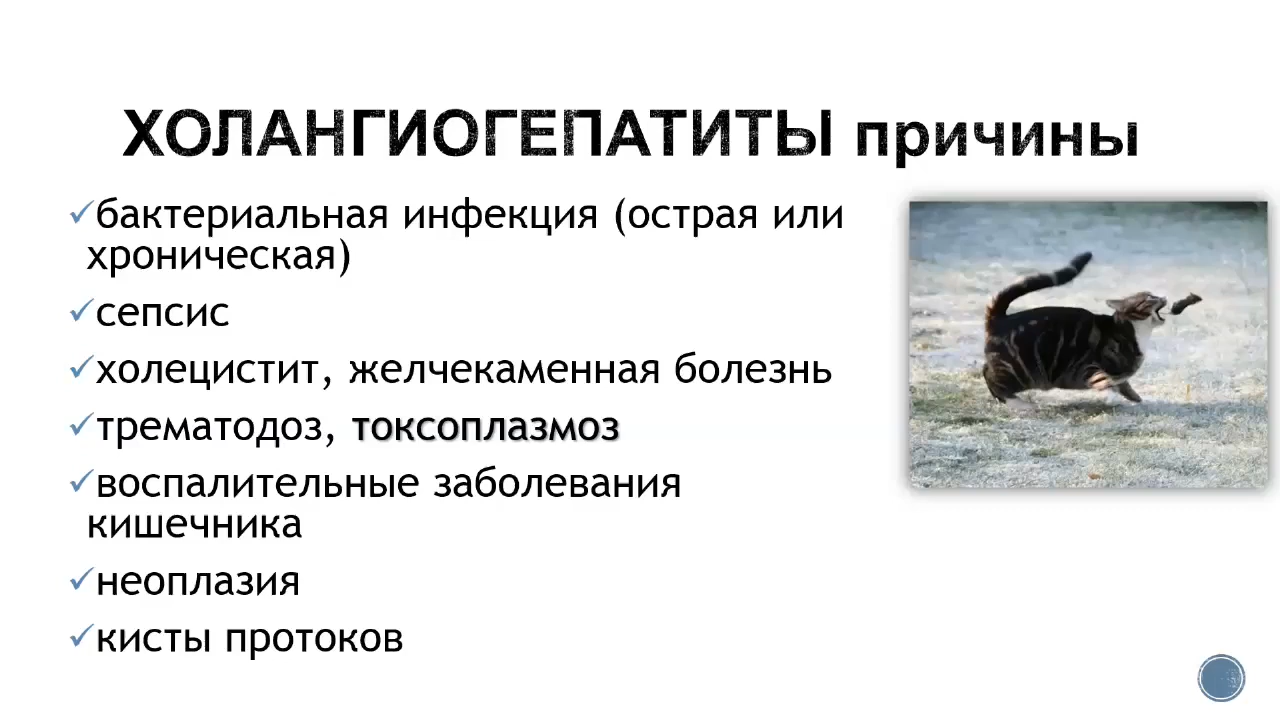 ХОЛАНГИОГЕПАТИТЫ причины
бактериальная инфекция (острая или
хроническая)
сепсис
холецистит, желчекаменная болезнь
трематодоз, токсоплазмоз
воспалительные заболевания
кишечника
неоплазия
кисты протоков